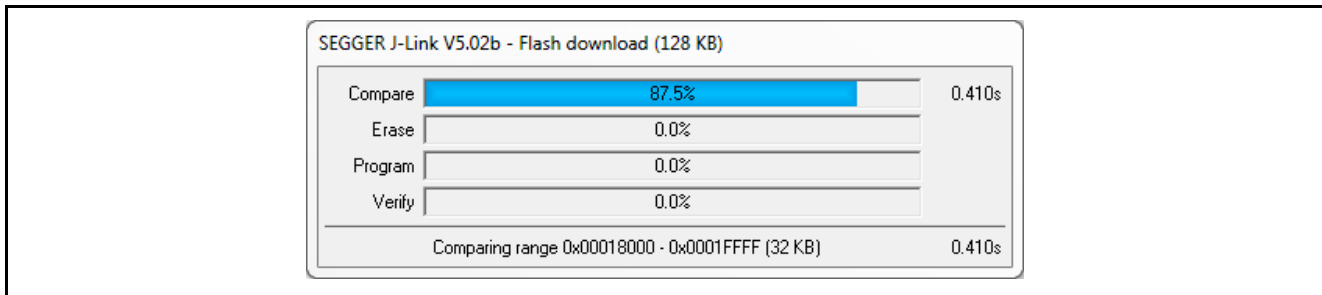 SEGGER J-Link V5.02b - Flash download (128 KB)
Compare 87.5% 0.410s
Erase 0.0%
Program 0.0%
Verify 0.0%
Comparing range 0x00018000 - 0x0001FFFF (32 KB) 0.410s